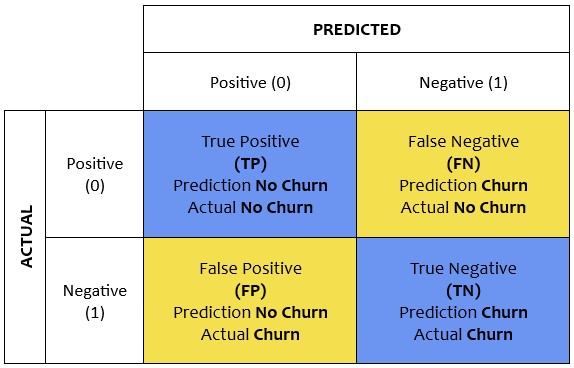 PREDICTED
Positive (0)
Negative (1)
ACTUAL
Positive
(0)
True Positive
(TP)
Prediction No Churn
Actual No Churn
False Negative
(FN)
Prediction Churn
Actual No Churn
Negative
(1)
False Positive
(FP)
Prediction No Churn
Actual Churn
True Negative
(TN)
Prediction Churn
Actual Churn